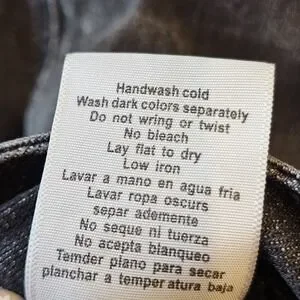 Handwash cold
Wash dark colors separately
Do not wring or twist
No bleach
Lay flat to dry
Low iron
Lavar a mano en agua fria
Lavar ropa oscurs
separ ademente
No seque ni tuerza
No acepta blanqueo
Temder plano para secar
planchar a temperatura baja